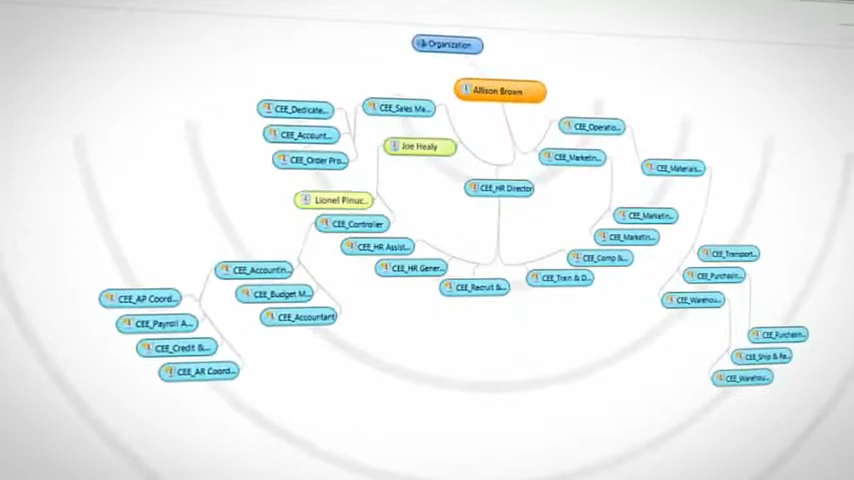 Organization
Allison Brown
CEE_Dedicate...
CEE_Sales Ma...
CEE_Account...
CEE_Order Pro...
Joe Healy
CEE_Operatio...
CEE_Marketin...
CEE_Materials...
CEE_HR Director
Lionel Pinuc...
CEE_Controller
CEE_Marketin...
CEE_Marketin...
CEE_HR Assist...
CEE_HR Gener...
CEE_Recruit &...
CEE_Train & D...
CEE_Comp &...
CEE_Transport...
CEE_Purchasin...
CEE_Warehou...
CEE_Accountin...
CEE_Budget M...
CEE_Accountant
CEE_AP Coord...
CEE_Payroll A...
CEE_Credit &...
CEE_AR Coord...
CEE_Purchasin...
CEE_Ship & Re...
CEE_Warehou...